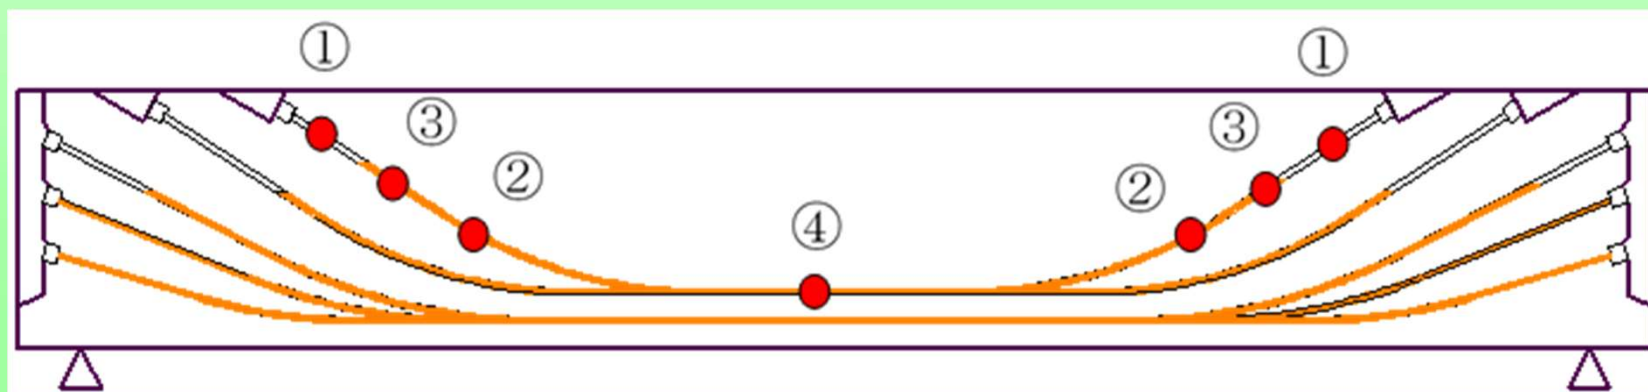 ① ①
③ ③
② ②
④